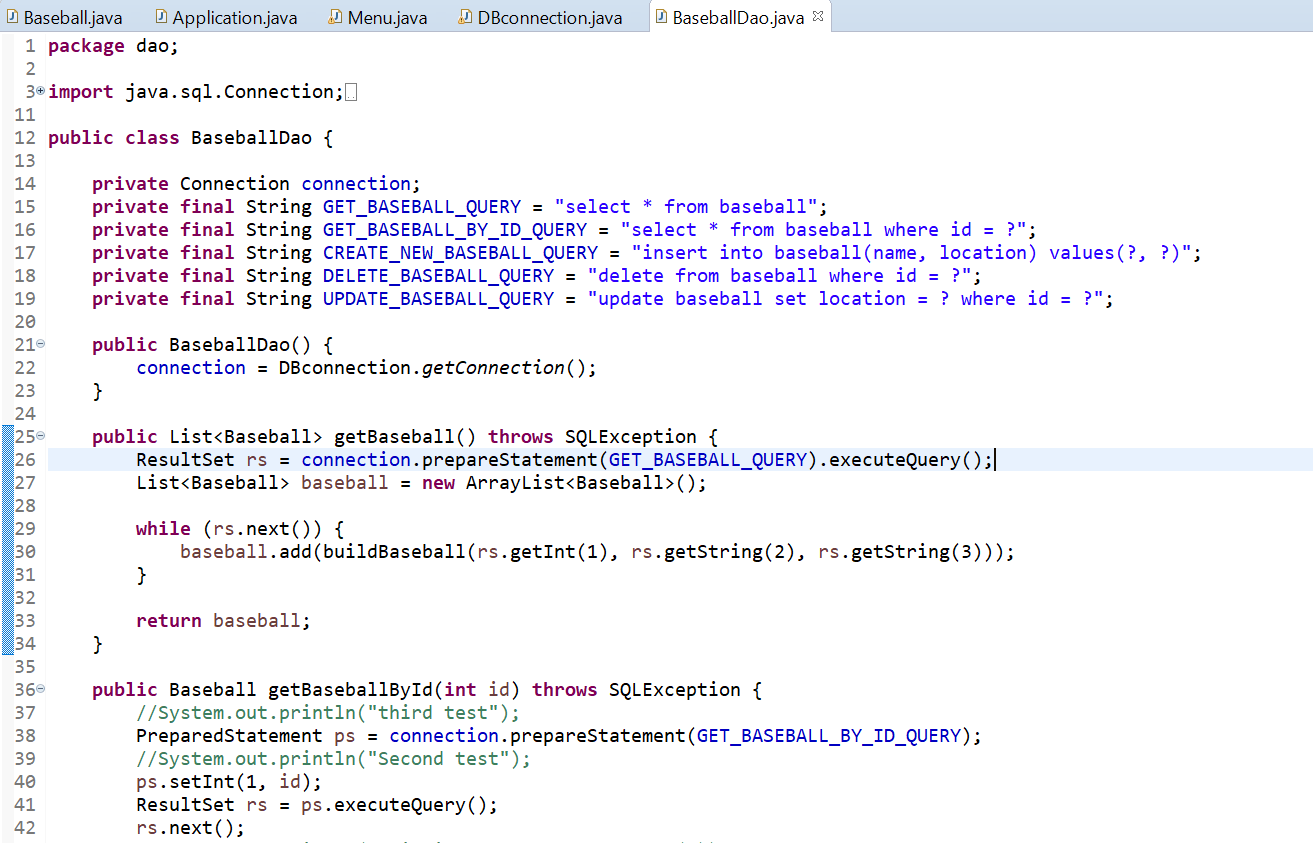 Baseball.java Application.java Menu.java DBconnection.java BaseballDao.java
1 package dao;
2
3 import java.sql.Connection;
11
12 public class BaseballDao {
13
14     private Connection connection;
15     private final String GET_BASEBALL_QUERY = "select * from baseball";
16     private final String GET_BASEBALL_BY_ID_QUERY = "select * from baseball where id = ?";
17     private final String CREATE_NEW_BASEBALL_QUERY = "insert into baseball(name, location) values(?, ?)";
18     private final String DELETE_BASEBALL_QUERY = "delete from baseball where id = ?";
19     private final String UPDATE_BASEBALL_QUERY = "update baseball set location = ? where id = ?";
20
21     public BaseballDao() {
22         connection = DBconnection.getConnection();
23     }
24
25     public List<Baseball> getBaseball() throws SQLException {
26         ResultSet rs = connection.prepareStatement(GET_BASEBALL_QUERY).executeQuery();
27         List<Baseball> baseball = new ArrayList<Baseball>();
28
29         while (rs.next()) {
30             baseball.add(buildBaseball(rs.getInt(1), rs.getString(2), rs.getString(3)));
31         }
32
33         return baseball;
34     }
35
36     public Baseball getBaseballById(int id) throws SQLException {
37         //System.out.println("third test");
38         PreparedStatement ps = connection.prepareStatement(GET_BASEBALL_BY_ID_QUERY);
39         //System.out.println("Second test");
40         ps.setInt(1, id);
41         ResultSet rs = ps.executeQuery();
42         rs.next();